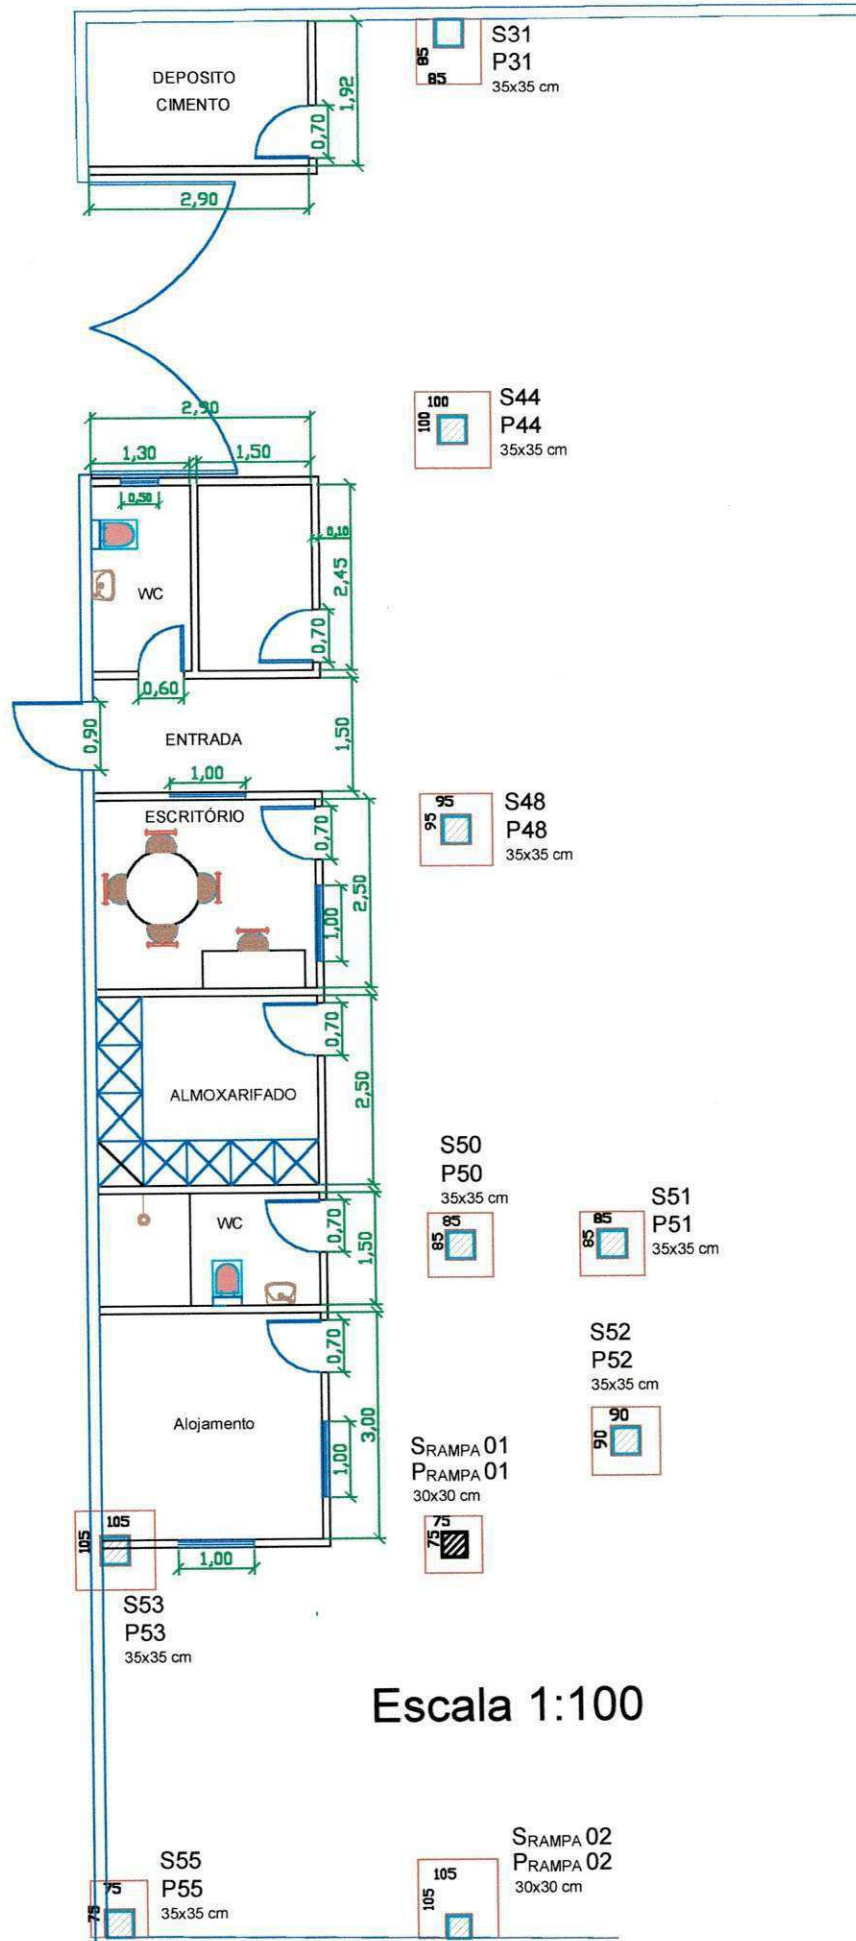 S31
P31
35x35 cm
85
85
DEPOSITO
CIMENTO
1,92
0,70
2,90
S44
P44
35x35 cm
100
100
2,90
1,30
1,50
0,50
0,10
2,45
WC
0,70
0,60
0,90
ENTRADA
1,50
1,00
S48
P48
35x35 cm
95
95
ESCRITÓRIO
0,70
2,50
1,00
0,70
ALMOXARIFADO
2,50
S50
P50
35x35 cm
85
85
S51
P51
35x35 cm
85
85
WC
0,70
1,50
S52
P52
35x35 cm
90
90
0,70
Alojamento
3,00
1,00
SRAMPA 01
PRAMPA 01
30x30 cm
75
75
105
105
1,00
S53
P53
35x35 cm
Escala 1:100
S55
P55
35x35 cm
75
75
SRAMPA 02
PRAMPA 02
30x30 cm
105
105